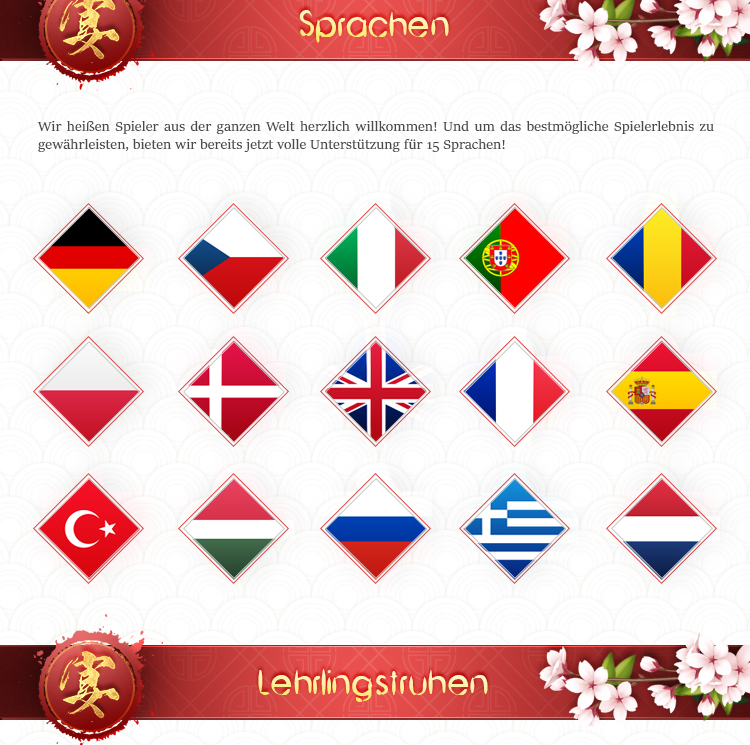 宴
Sprachen
Wir heißen Spieler aus der ganzen Welt herzlich willkommen! Und um das bestmögliche Spielerlebnis zu
gewährleisten, bieten wir bereits jetzt volle Unterstützung für 15 Sprachen!
宴
Lehrlingstruhen